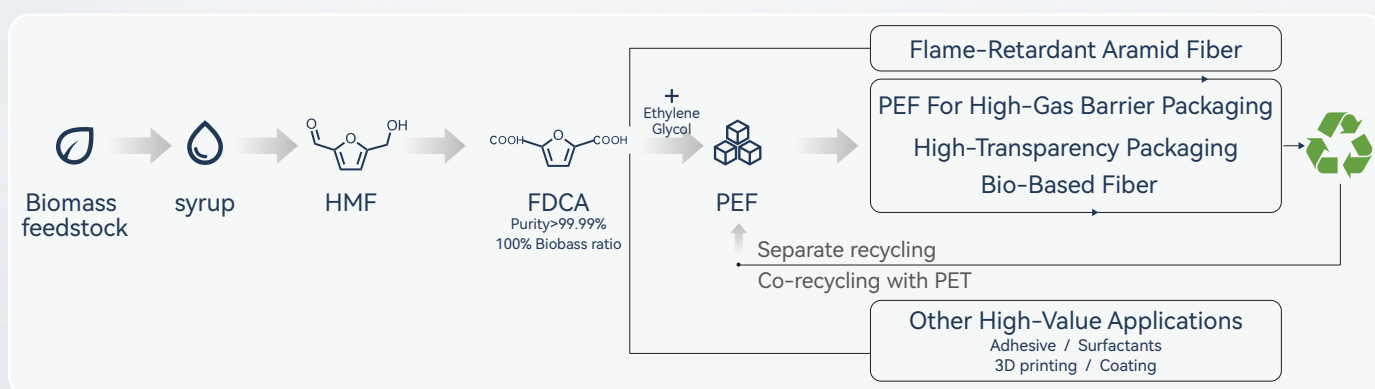 Flame-Retardant Aramid Fiber
+
Ethylene
Glycol
PEF For High-Gas Barrier Packaging
High-Transparency Packaging
Bio-Based Fiber
O
O
OH
COOH
O
COOH
Biomass
feedstock
syrup
HMF
FDCA
Purity>99.99%
100% Biobass ratio
PEF
Separate recycling
Co-recycling with PET
Other High-Value Applications
Adhesive / Surfactants
3D printing / Coating